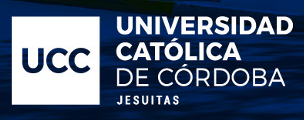 UCC
UNIVERSIDAD
CATÓLICA
DE CÓRDOBA
JESUITAS